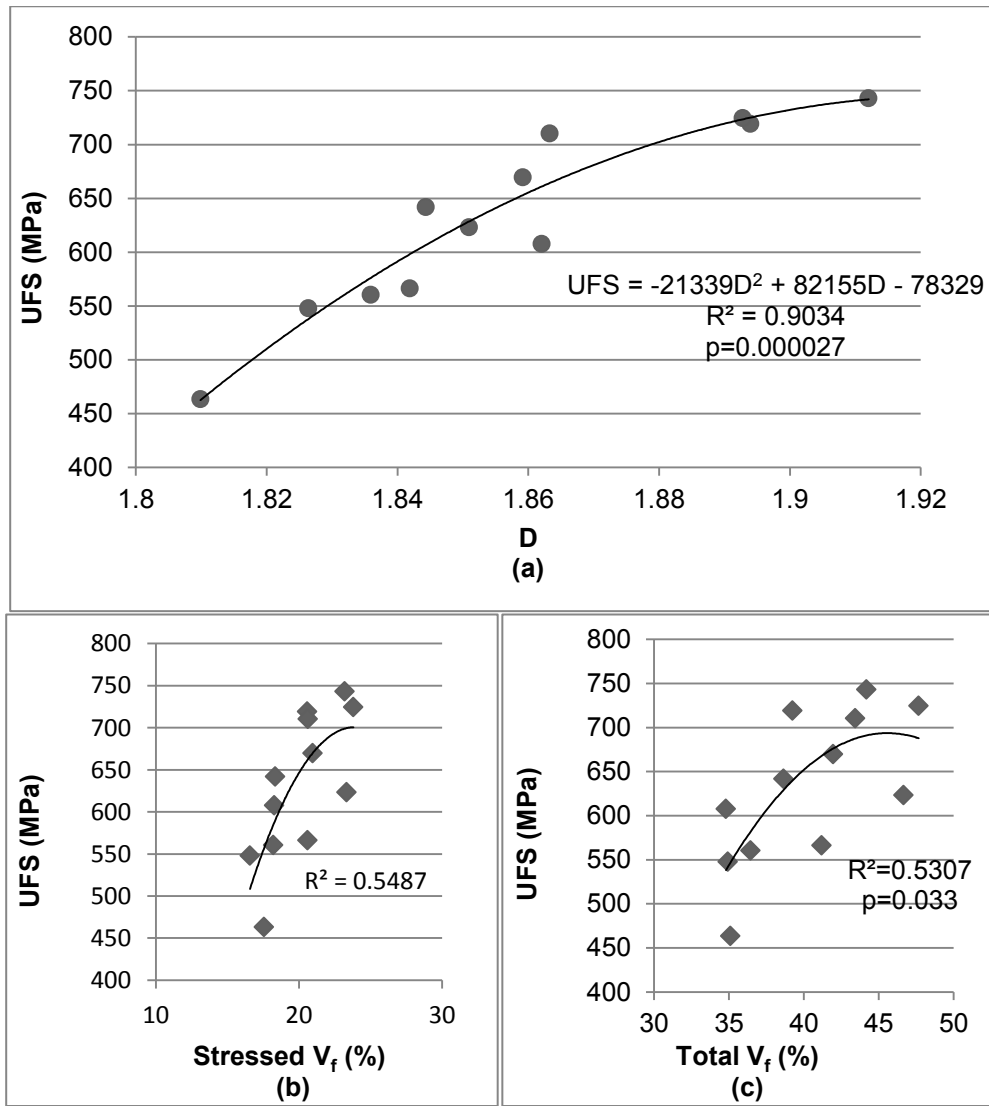 800
750
700
650
600
550
500
450
400
UFS (MPa)
UFS = -21339D² + 82155D - 78329
R² = 0.9034
p=0.000027
1.8 1.82 1.84 1.86 1.88 1.9 1.92
D
(a)
800
750
700
650
600
550
500
450
400
UFS (MPa)
R² = 0.5487
10 20 30
Stressed V_f (%)
(b)
800
750
700
650
600
550
500
450
400
UFS (MPa)
R²=0.5307
p=0.033
30 35 40 45 50
Total V_f (%)
(c)